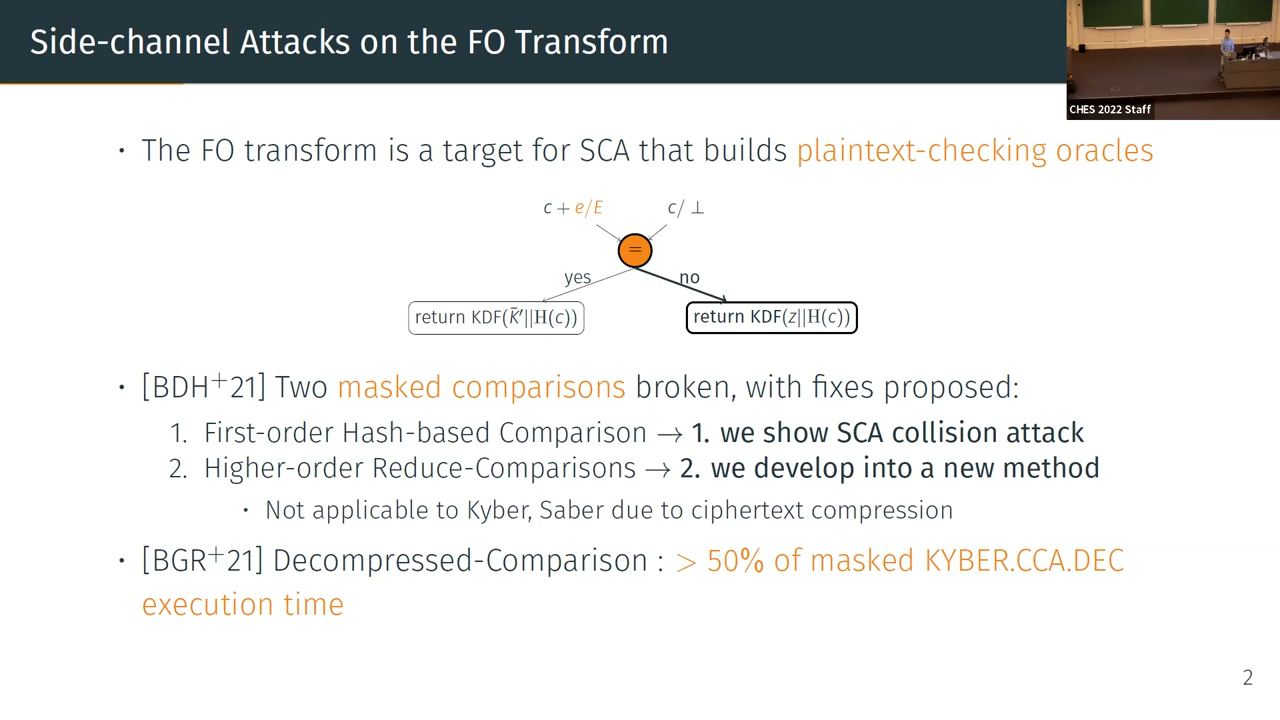 Side-channel Attacks on the FO Transform
CHES 2022 Staff
• The FO transform is a target for SCA that builds plaintext-checking oracles
c + e/E
c/ ⊥
=
yes
no
return KDF(K̄′||H(c))
return KDF(z||H(c))
• [BDH+21] Two masked comparisons broken, with fixes proposed:
1. First-order Hash-based Comparison → 1. we show SCA collision attack
2. Higher-order Reduce-Comparisons → 2. we develop into a new method
• Not applicable to Kyber, Saber due to ciphertext compression
• [BGR+21] Decompressed-Comparison : > 50% of masked KYBER.CCA.DEC
execution time
2